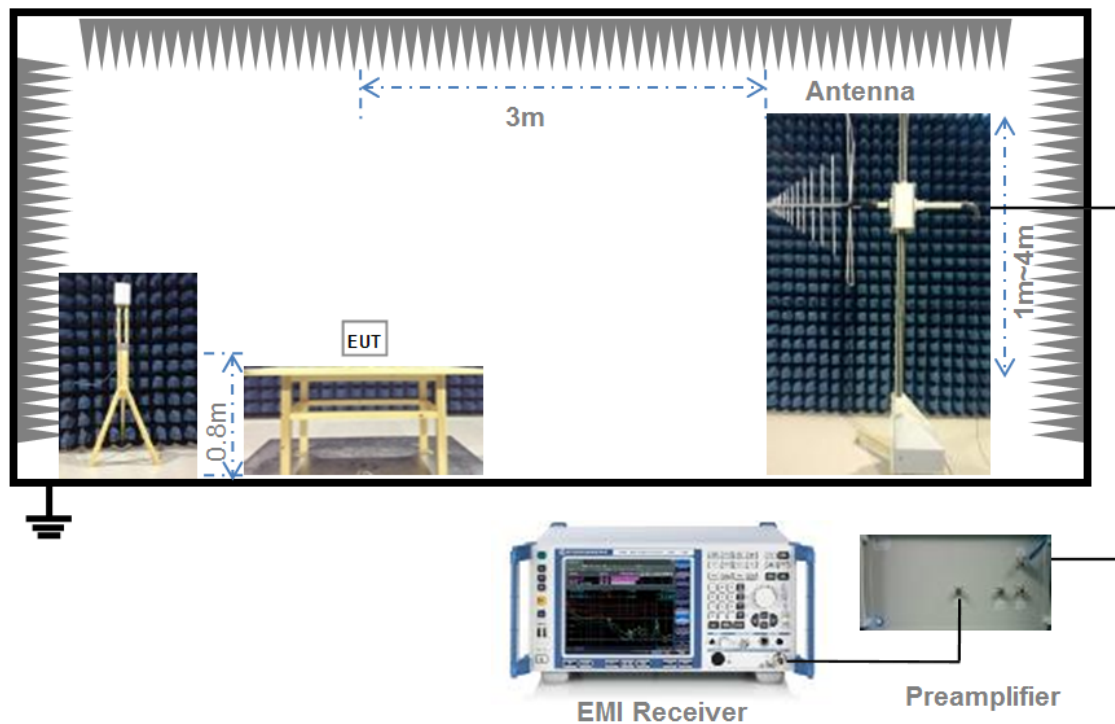 Antenna
3m
1m~4m
EUT
0.8m
EMI Receiver
Preamplifier